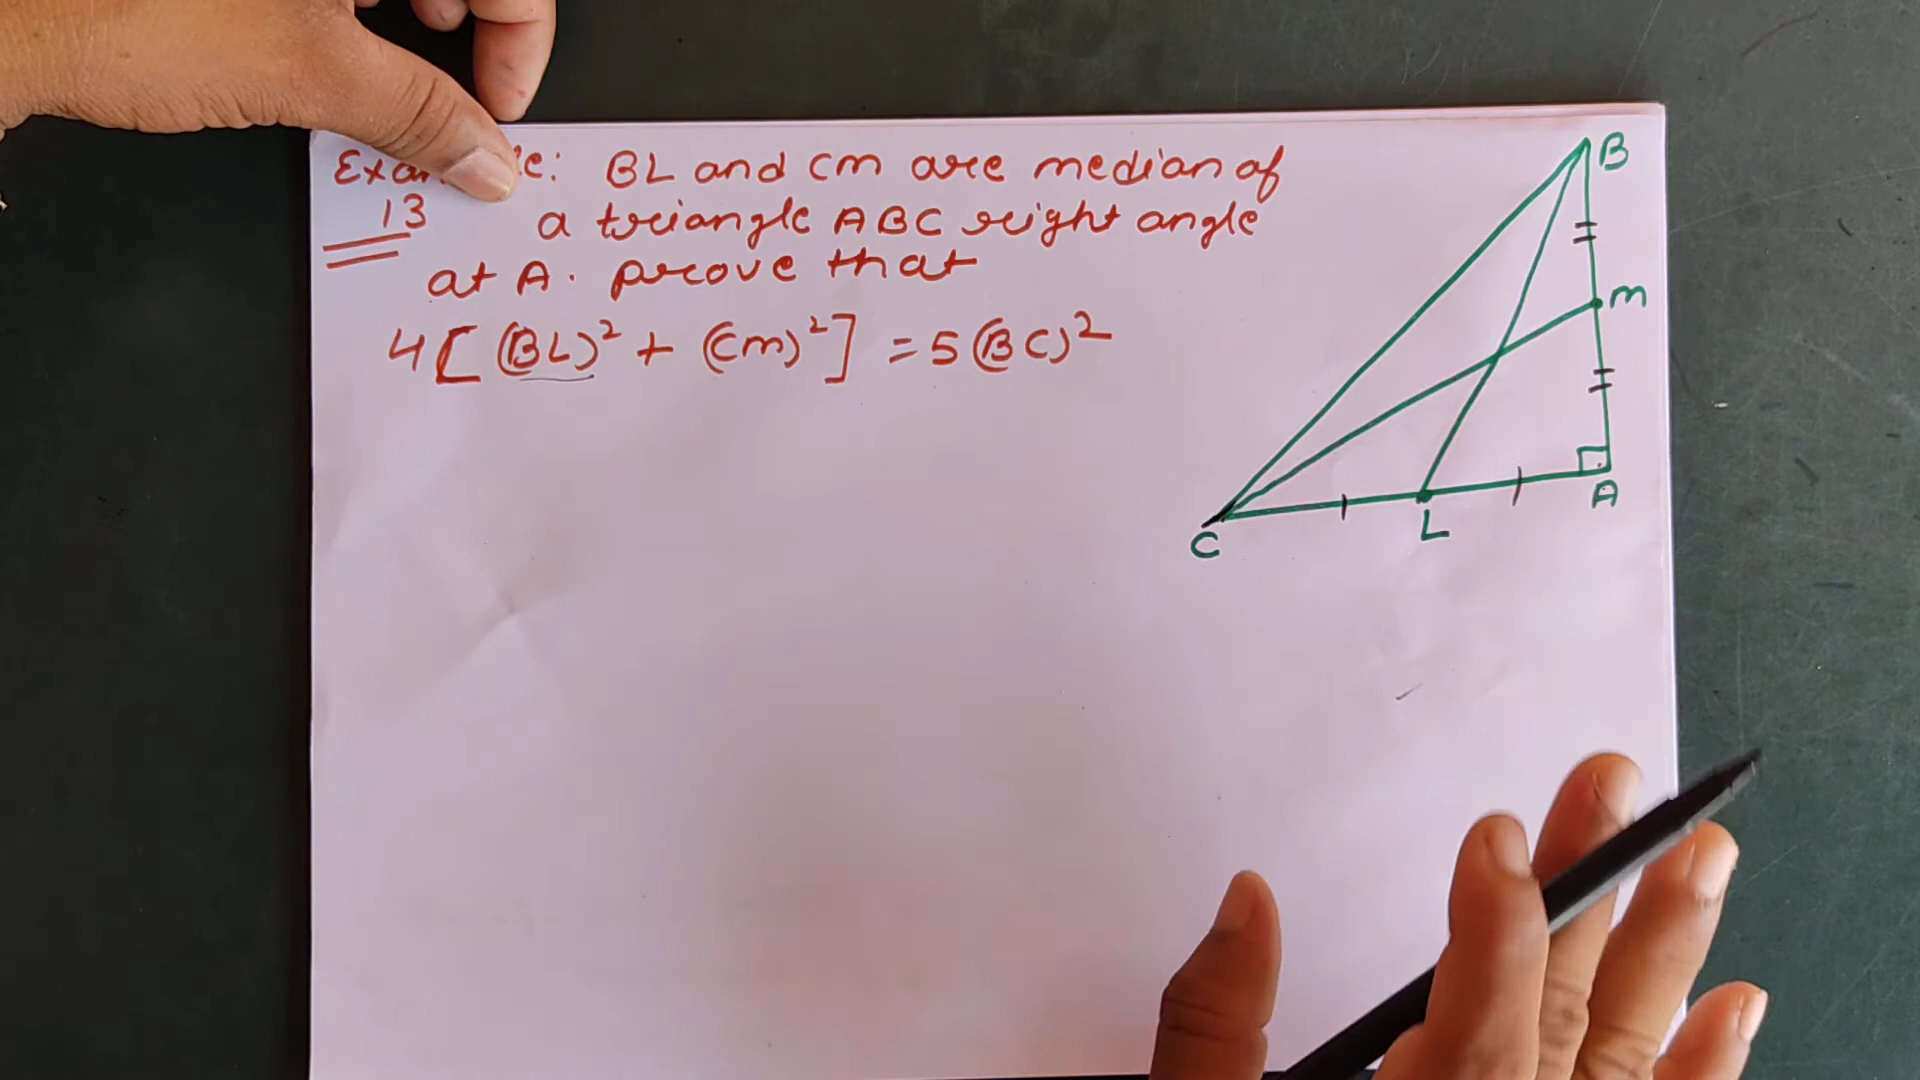 : BL and CM are median of
13 a triangle ABC right angle
at A. prove that
4[(BL)² + (CM)²] = 5(BC)²
B
M
A
L
C